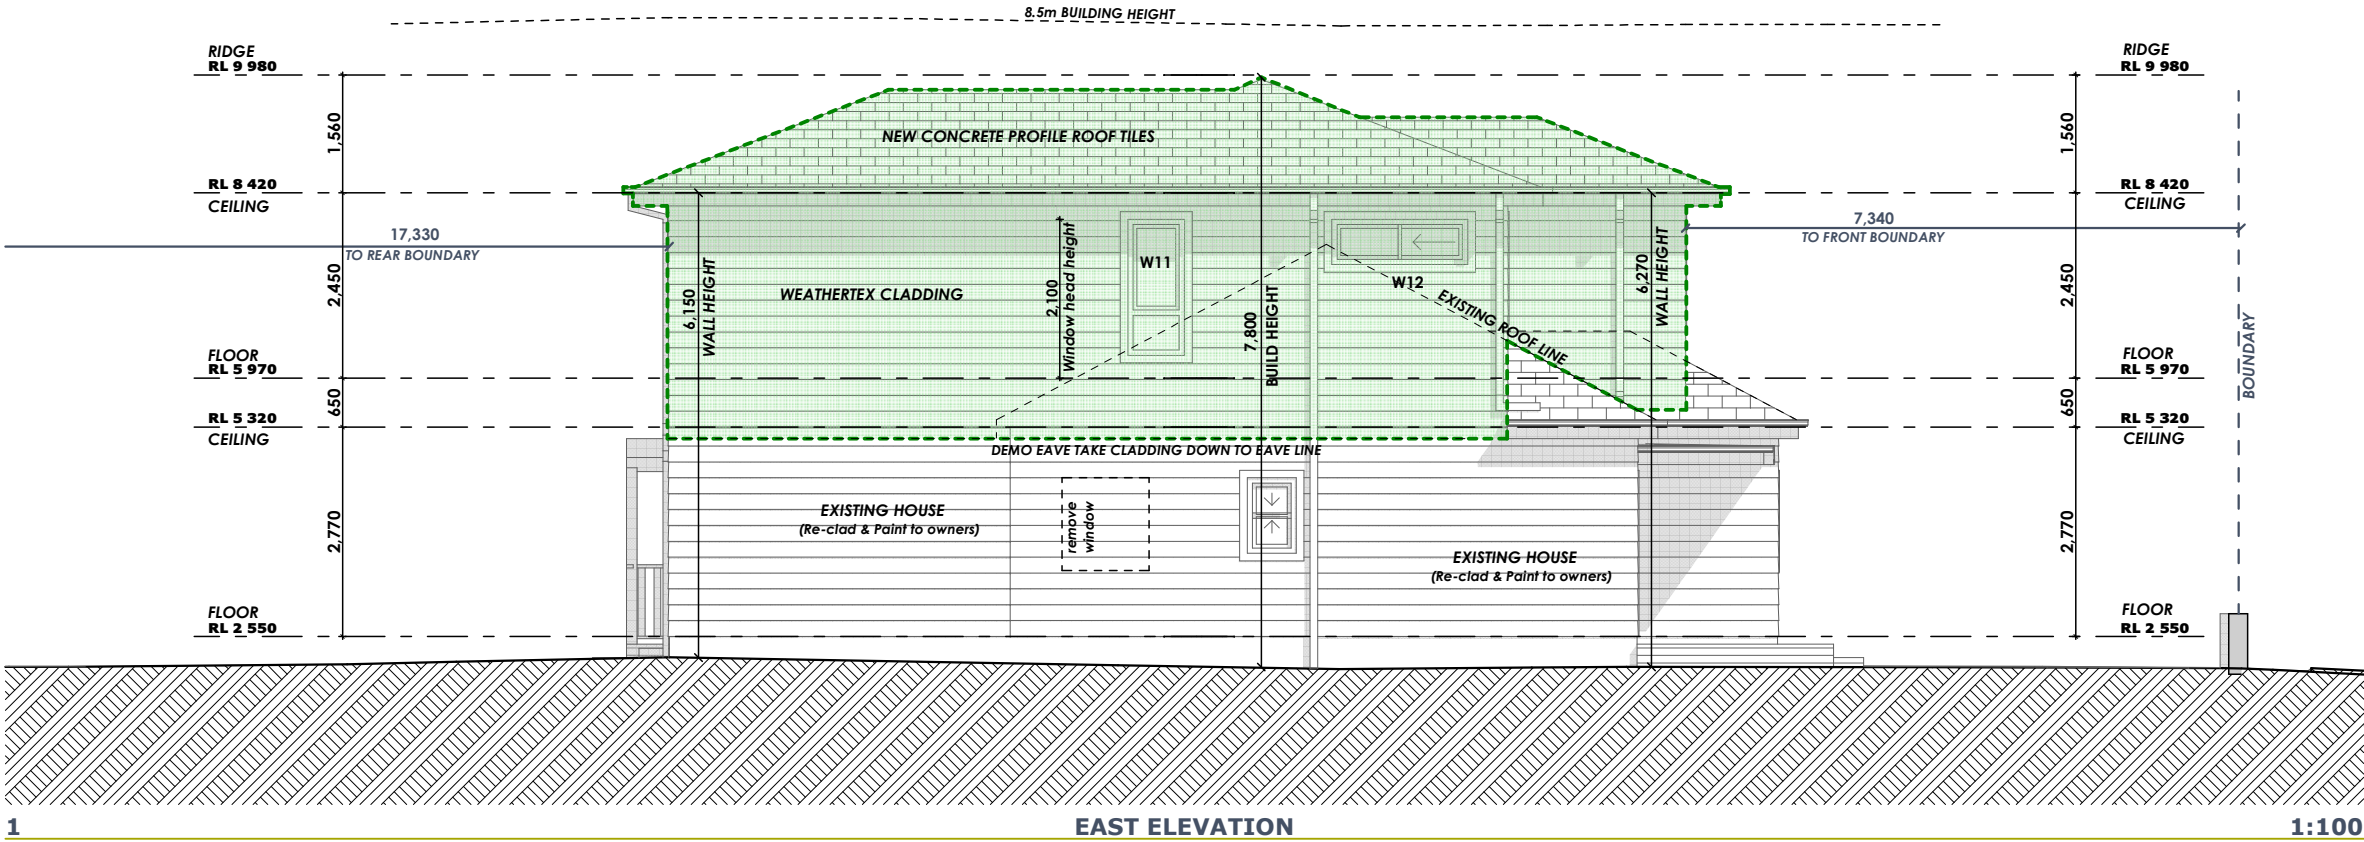 8.5m BUILDING HEIGHT
RIDGE
RL 9 980
RIDGE
RL 9 980
1,560
1,560
NEW CONCRETE PROFILE ROOF TILES
RL 8 420
CEILING
RL 8 420
CEILING
17,330
TO REAR BOUNDARY
7,340
TO FRONT BOUNDARY
2,450
6,150
WALL HEIGHT
WEATHERTEX CLADDING
2,100
Window head height
W11
7,800
BUILD HEIGHT
W12
EXISTING ROOF LINE
6,270
WALL HEIGHT
2,450
BOUNDARY
FLOOR
RL 5 970
FLOOR
RL 5 970
650
650
RL 5 320
CEILING
RL 5 320
CEILING
DEMO EAVE TAKE CLADDING DOWN TO EAVE LINE
2,770
EXISTING HOUSE
(Re-clad & Paint to owners)
remove
window
EXISTING HOUSE
(Re-clad & Paint to owners)
2,770
FLOOR
RL 2 550
FLOOR
RL 2 550
1
EAST ELEVATION
1:100